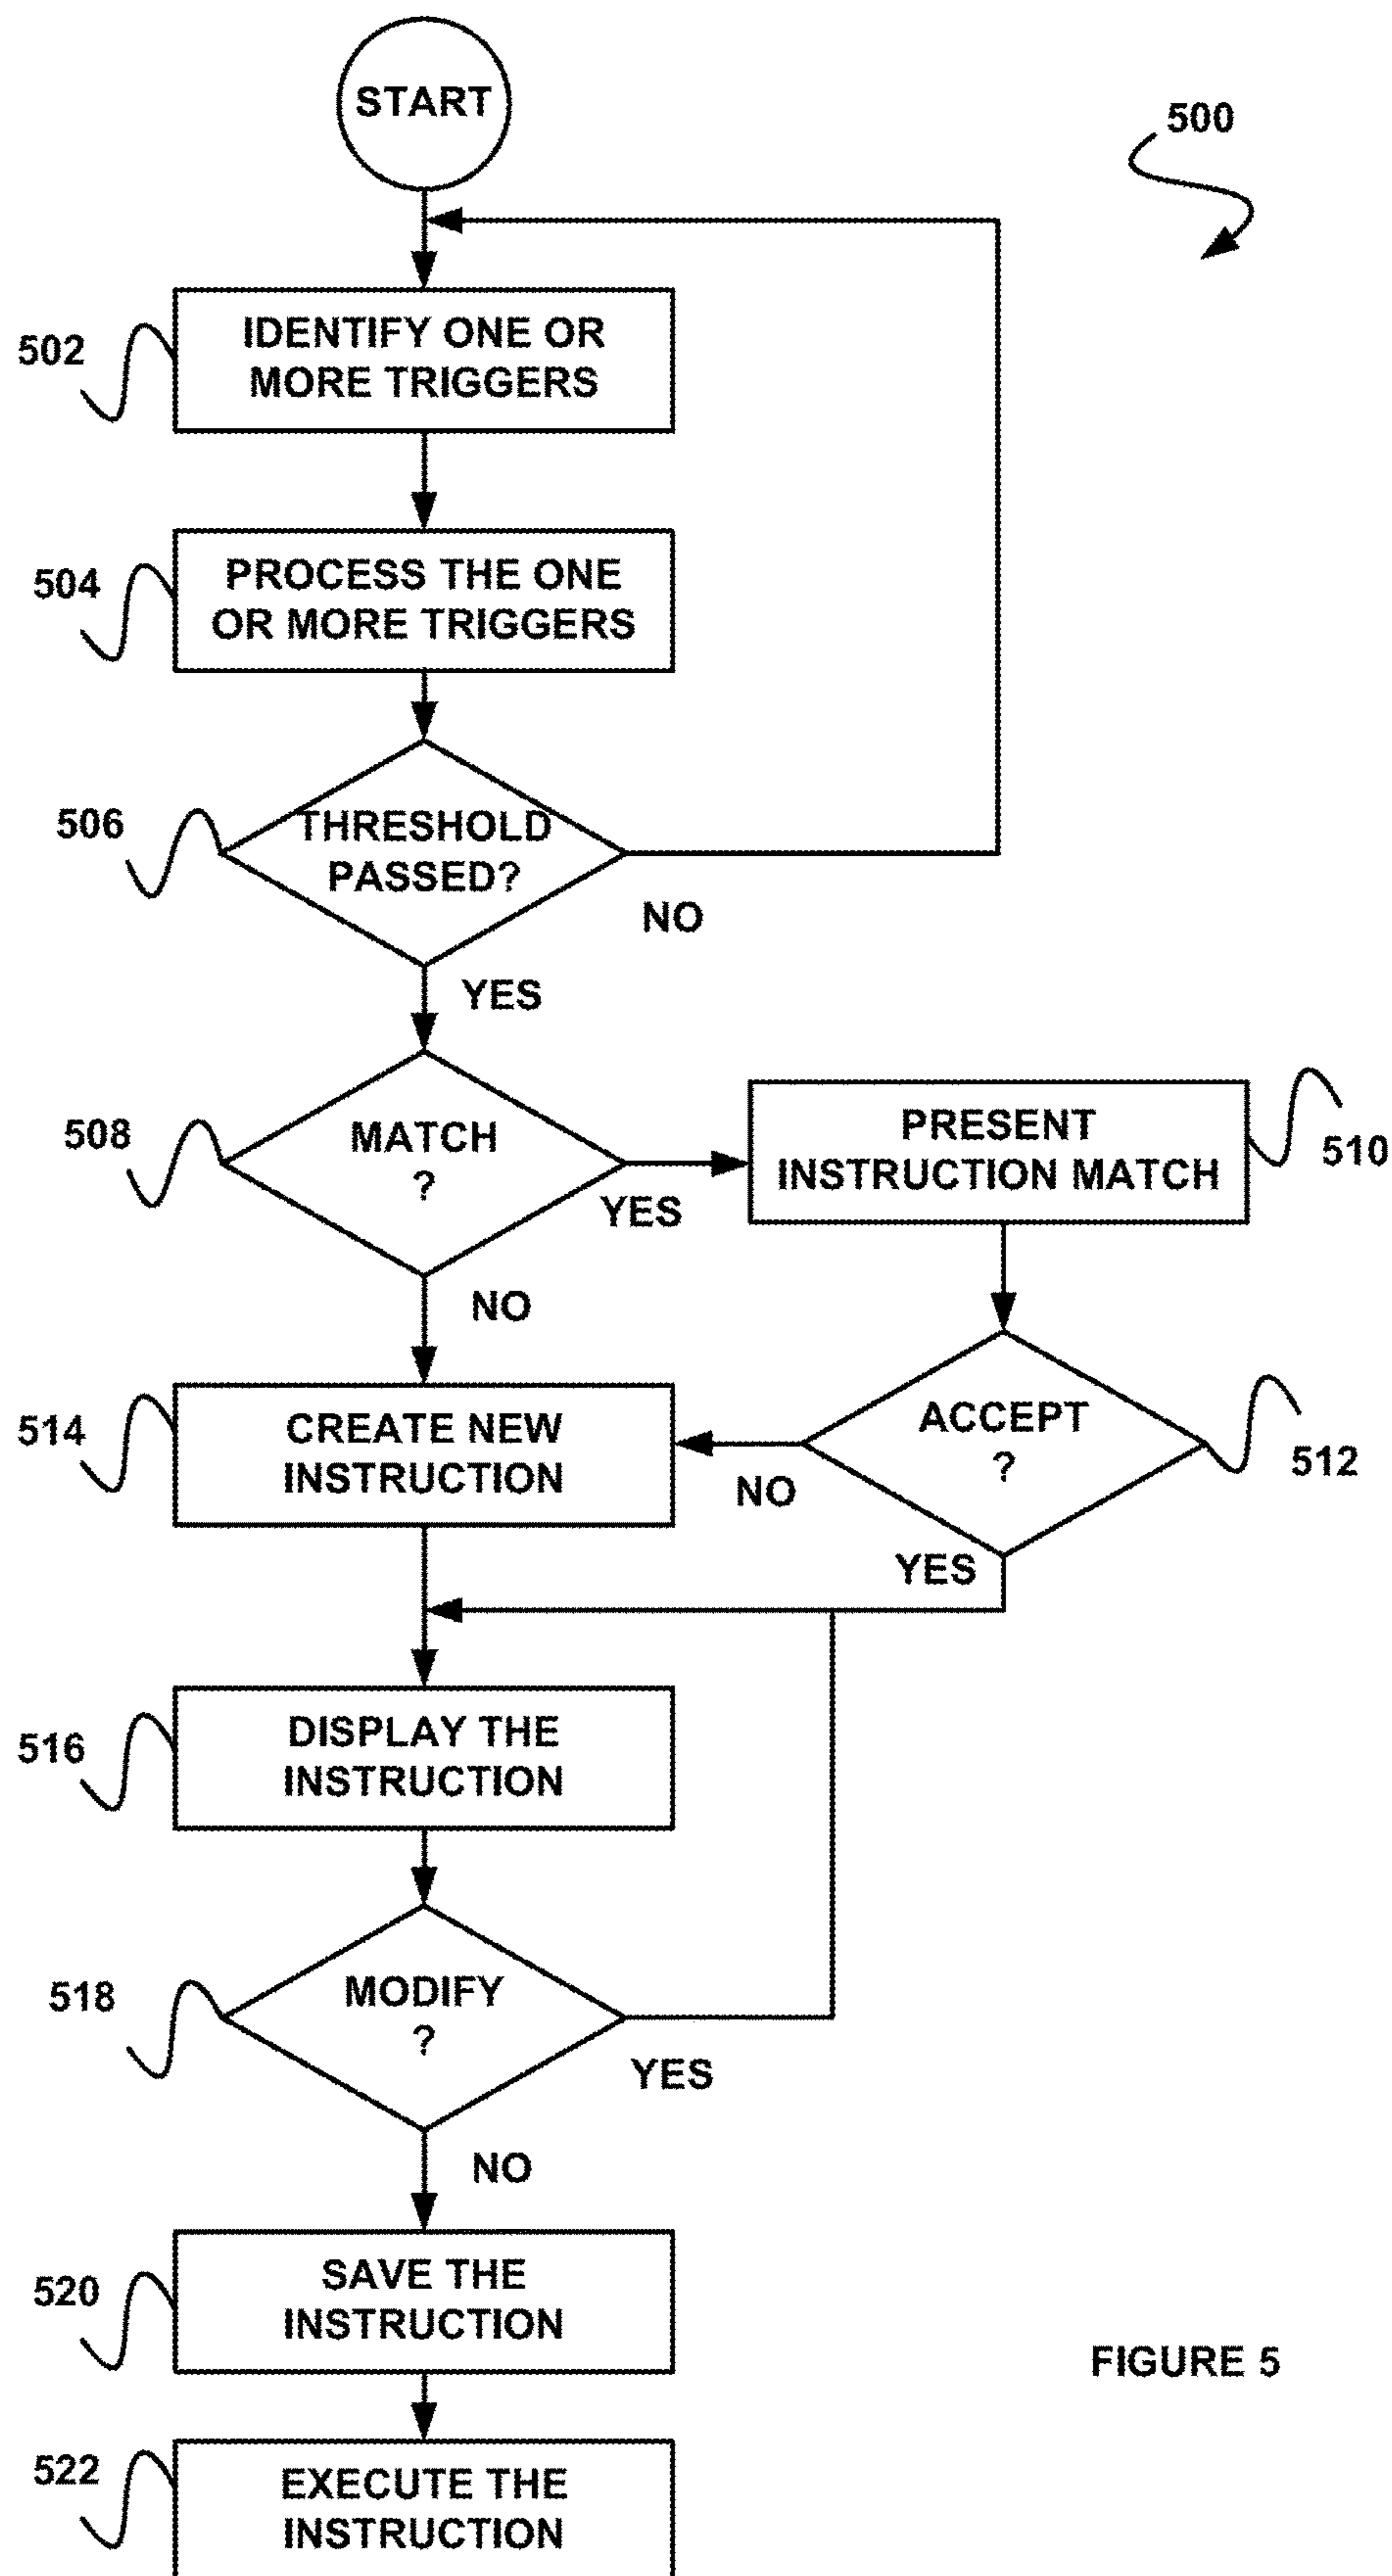 START
500
502
IDENTIFY ONE OR
MORE TRIGGERS
504
PROCESS THE ONE
OR MORE TRIGGERS
506
THRESHOLD
PASSED?
NO
YES
508
MATCH
?
YES
PRESENT
INSTRUCTION MATCH
510
NO
514
CREATE NEW
INSTRUCTION
NO
ACCEPT
?
512
YES
516
DISPLAY THE
INSTRUCTION
518
MODIFY
?
YES
NO
520
SAVE THE
INSTRUCTION
FIGURE 5
522
EXECUTE THE
INSTRUCTION